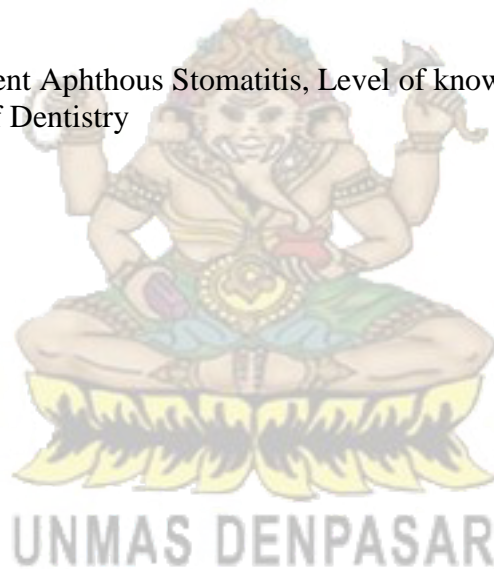 ent Aphthous Stomatitis, Level of know
f Dentistry
UNMAS DENPASAR